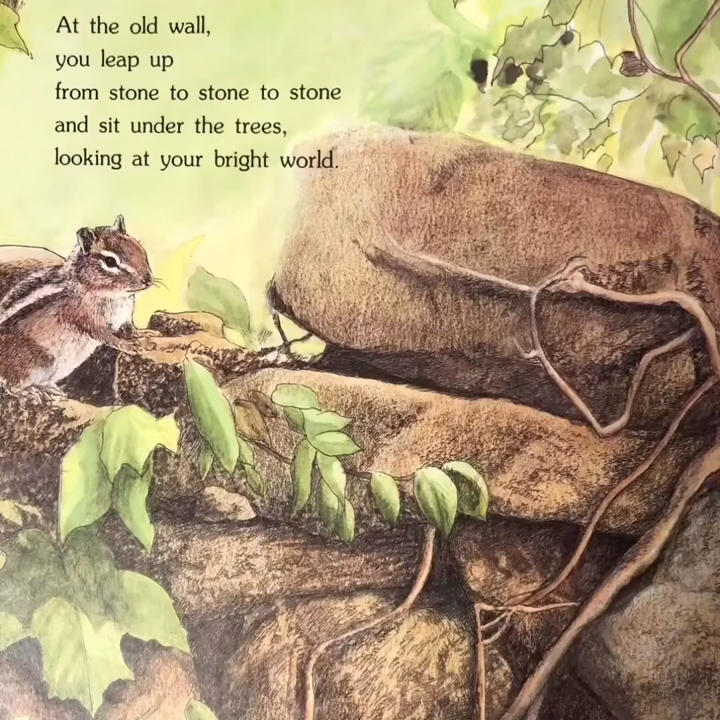 At the old wall,
you leap up
from stone to stone to stone
and sit under the trees,
looking at your bright world.